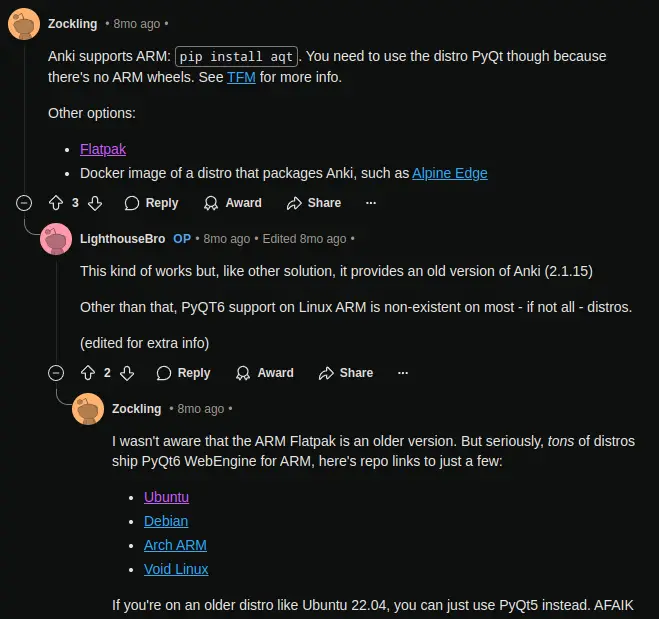 Zockling • 8mo ago •
Anki supports ARM: pip install aqt. You need to use the distro PyQt though because
there's no ARM wheels. See TFM for more info.
Other options:
• Flatpak
• Docker image of a distro that packages Anki, such as Alpine Edge
3 Reply Award Share ...
LighthouseBro OP • 8mo ago • Edited 8mo ago •
This kind of works but, like other solution, it provides an old version of Anki (2.1.15)
Other than that, PyQT6 support on Linux ARM is non-existent on most - if not all - distros.
(edited for extra info)
2 Reply Award Share ...
Zockling • 8mo ago •
I wasn't aware that the ARM Flatpak is an older version. But seriously, tons of distros
ship PyQt6 WebEngine for ARM, here's repo links to just a few:
• Ubuntu
• Debian
• Arch ARM
• Void Linux
If you're on an older distro like Ubuntu 22.04, you can just use PyQt5 instead. AFAIK